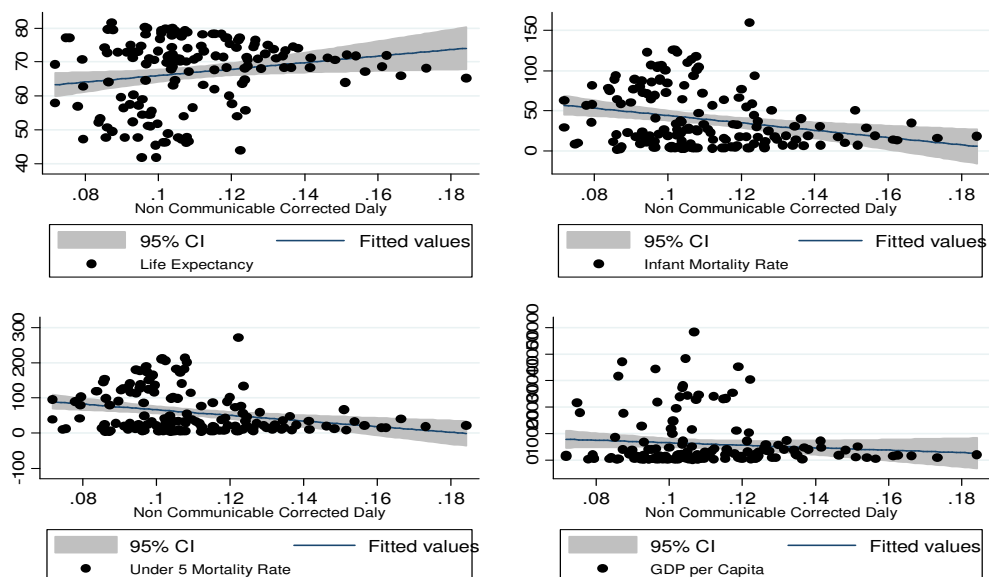 80
70
60
50
40
.08 .1 .12 .14 .16 .18
Non Communicable Corrected Daly
95% CI Fitted values
Life Expectancy
150
100
50
0
.08 .1 .12 .14 .16 .18
Non Communicable Corrected Daly
95% CI Fitted values
Infant Mortality Rate
300
200
100
0
-100
.08 .1 .12 .14 .16 .18
Non Communicable Corrected Daly
95% CI Fitted values
Under 5 Mortality Rate
.08 .1 .12 .14 .16 .18
Non Communicable Corrected Daly
95% CI Fitted values
GDP per Capita